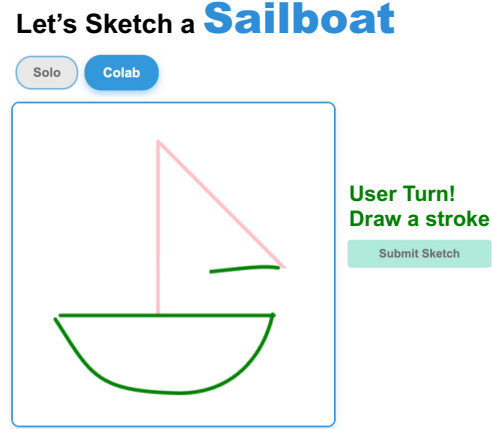 Let's Sketch a Sailboat
Solo Colab
User Turn!
Draw a stroke
Submit Sketch